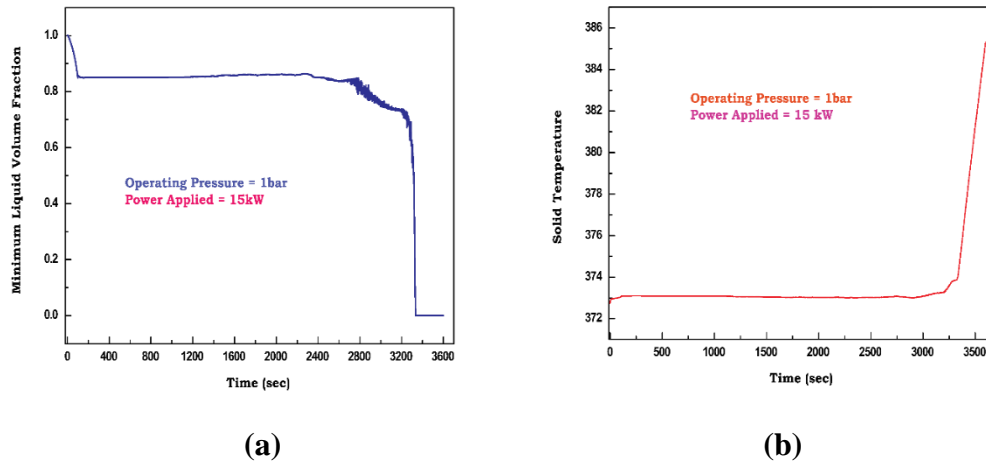 Minimum Liquid Volume Fraction
1.0
0.8
0.6
0.4
0.2
0.0
Operating Pressure = 1bar
Power Applied = 15kW
0 400 800 1200 1600 2000 2400 2800 3200 3600
Time (sec)
(a)
Solid Temperature
386
384
382
380
378
376
374
372
Operating Pressure = 1bar
Power Applied = 15 kW
0 500 1000 1500 2000 2500 3000 3500
Time (sec)
(b)